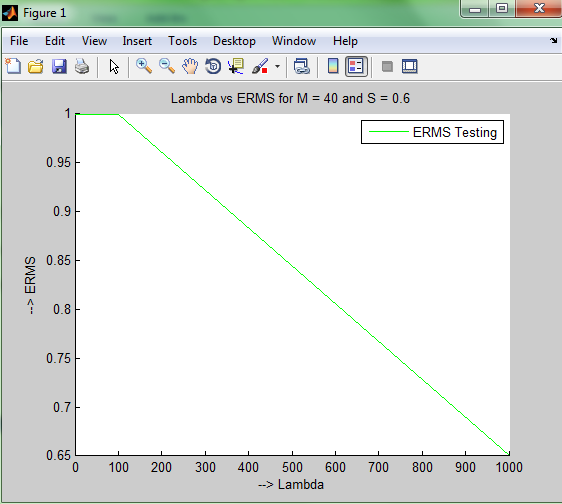 Figure 1
File Edit View Insert Tools Desktop Window Help
Lambda vs ERMS for M = 40 and S = 0.6
ERMS Testing
1
0.95
0.9
0.85
0.8
0.75
0.7
0.65
--> ERMS
0 100 200 300 400 500 600 700 800 900 1000
--> Lambda